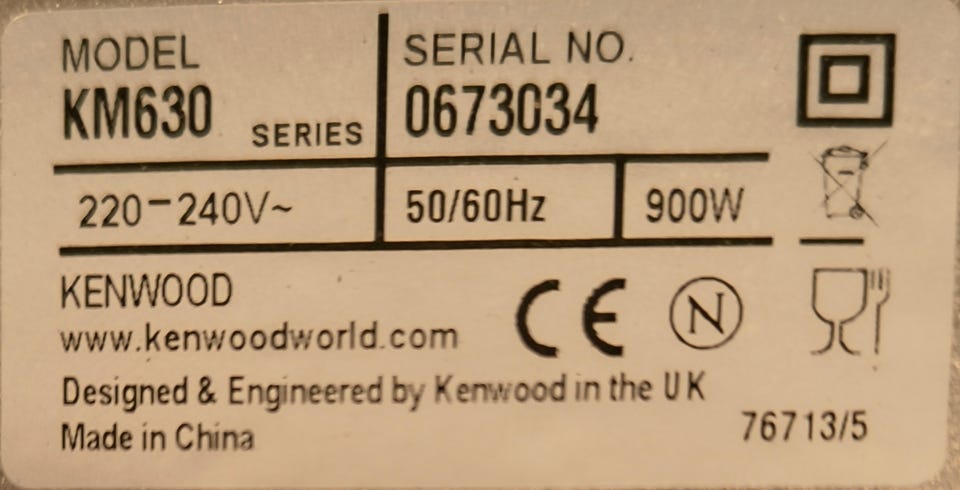 MODEL
KM630 SERIES
SERIAL NO.
0673034
220-240V~
50/60Hz
900W
KENWOOD
www.kenwoodworld.com
CE
N
Designed & Engineered by Kenwood in the UK
Made in China
76713/5